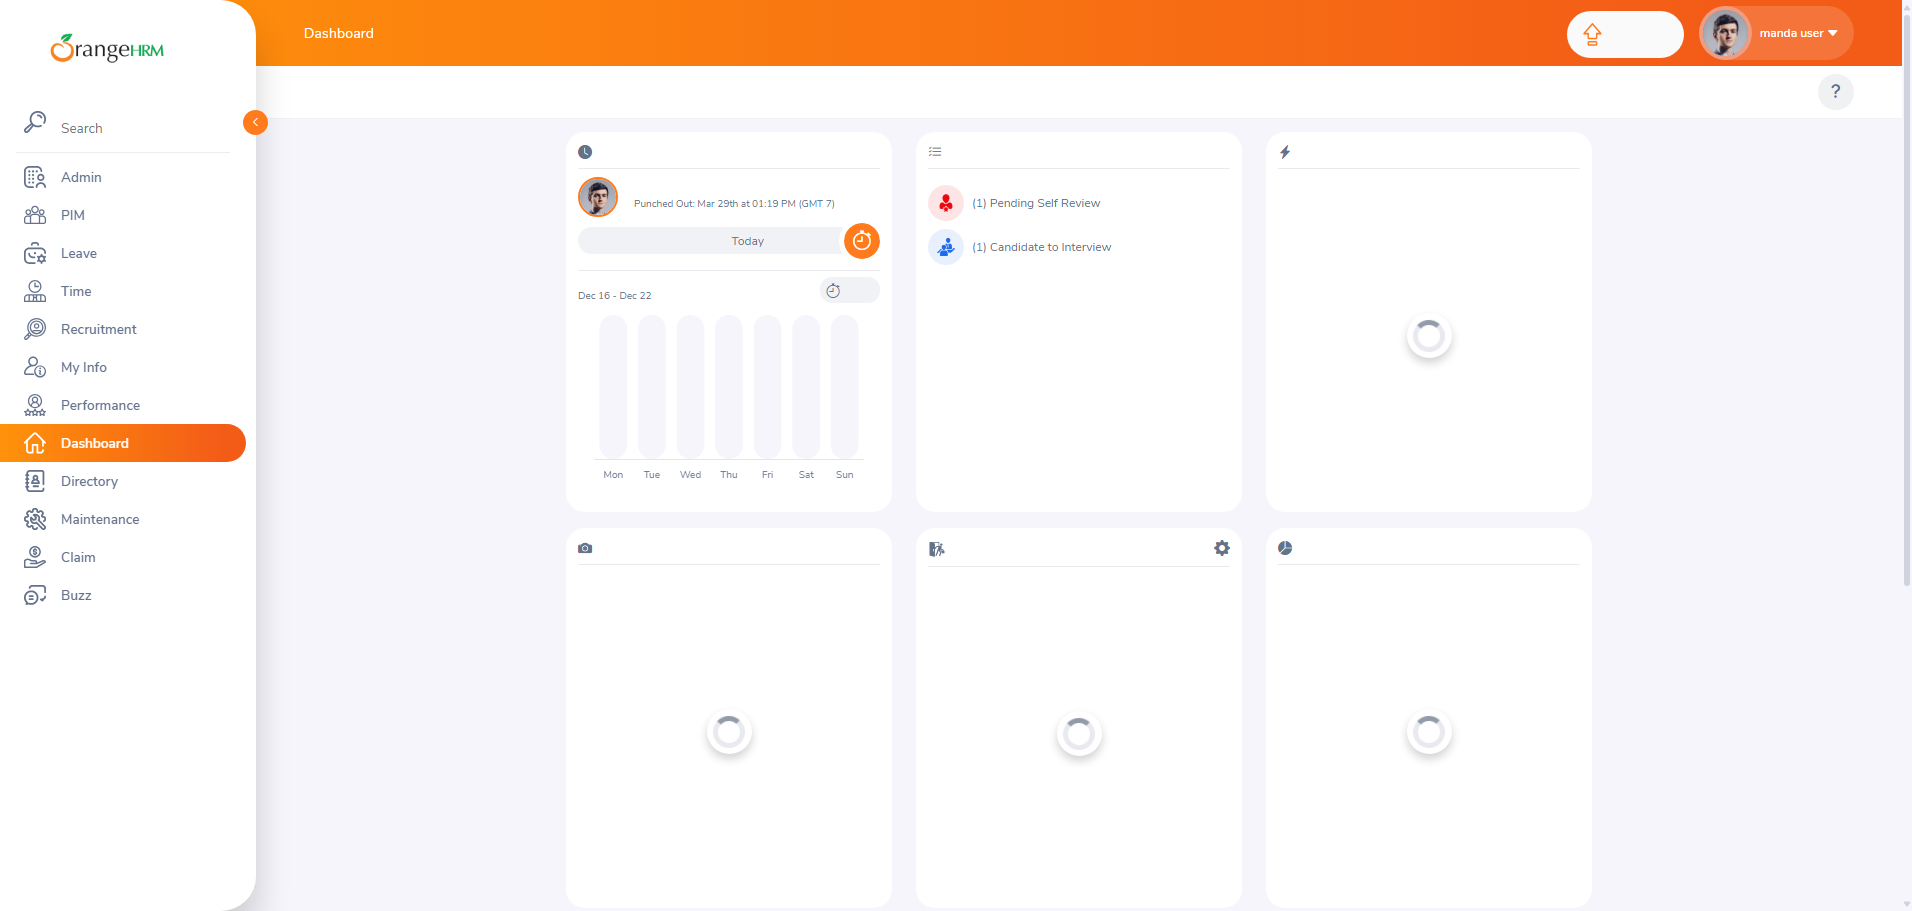 OrangeHRM
Dashboard
manda user
?
Search
Admin
PIM
Leave
Time
Recruitment
My Info
Performance
Dashboard
Directory
Maintenance
Claim
Buzz
Punched Out: Mar 29th at 01:19 PM (GMT 7)
Today
Dec 16 - Dec 22
Mon Tue Wed Thu Fri Sat Sun
(1) Pending Self Review
(1) Candidate to Interview